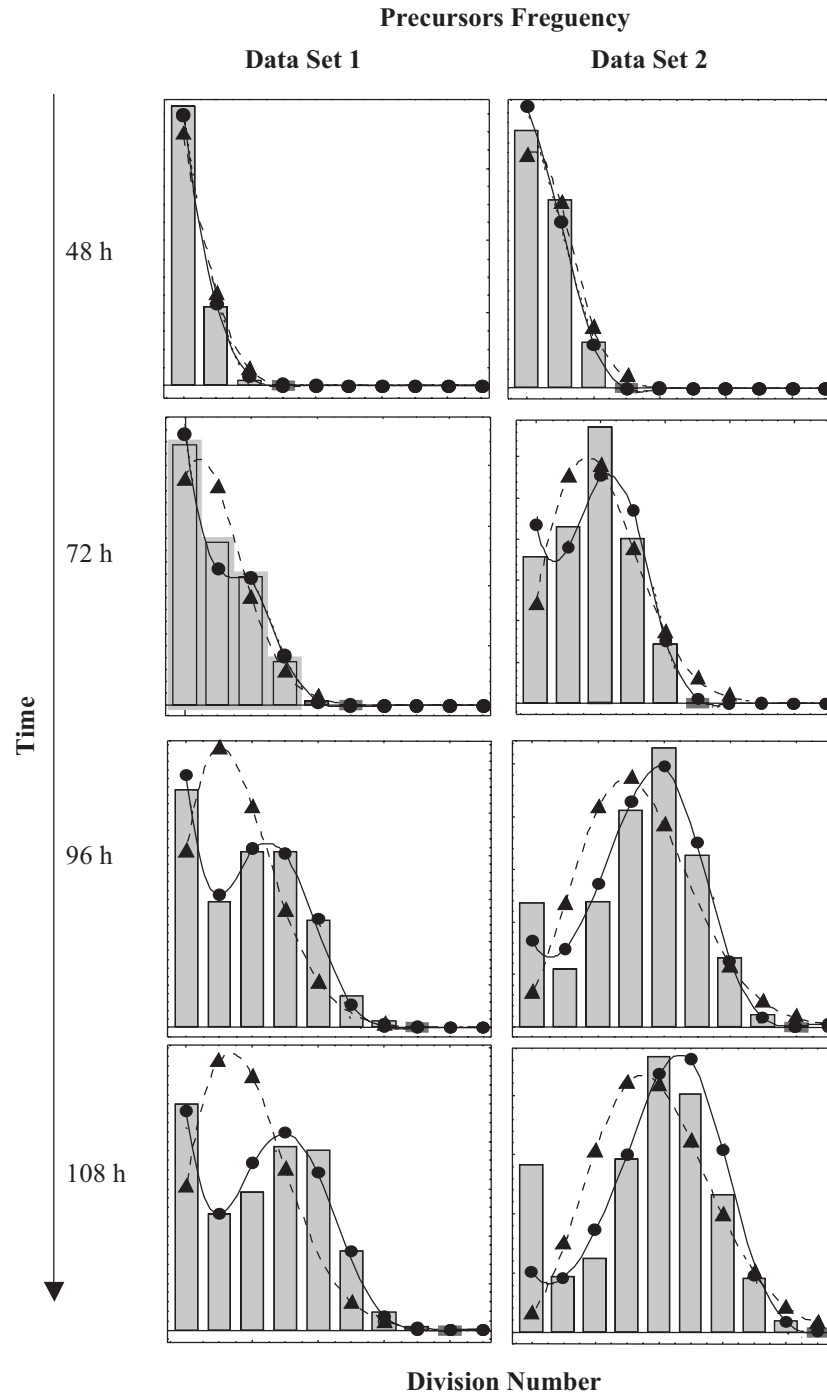 Precursors Freguency
Data Set 1
Data Set 2
48 h
72 h
96 h
108 h
Time
Division Number